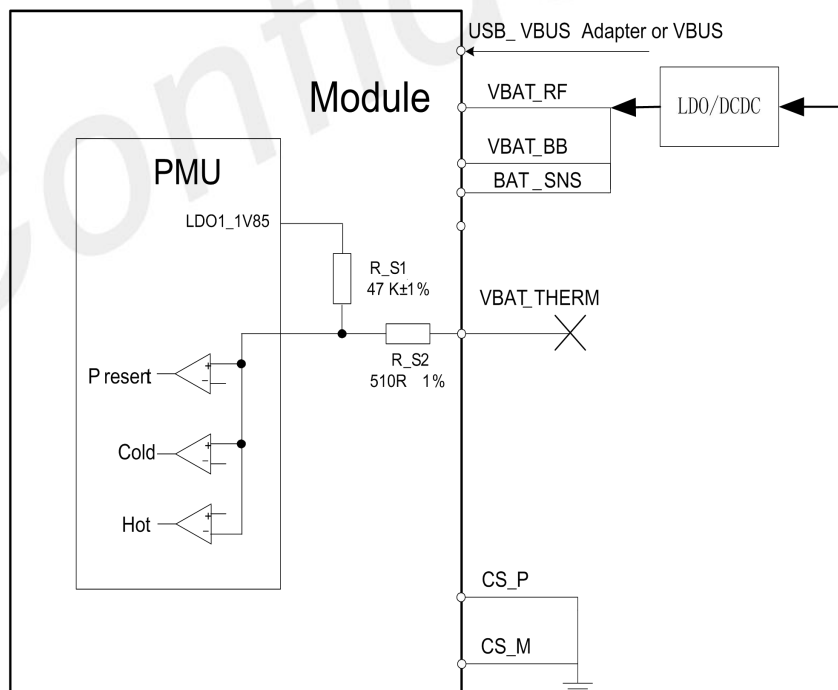 USB_ VBUS Adapter or VBUS
Module
VBAT_RF
LDO/DCDC
VBAT_BB
PMU
BAT_SNS
LDO1_1V85
R_S1
47 K±1%
VBAT_THERM
R_S2
510R 1%
P resert
+
−
Cold
+
−
Hot
+
−
CS_P
CS_M